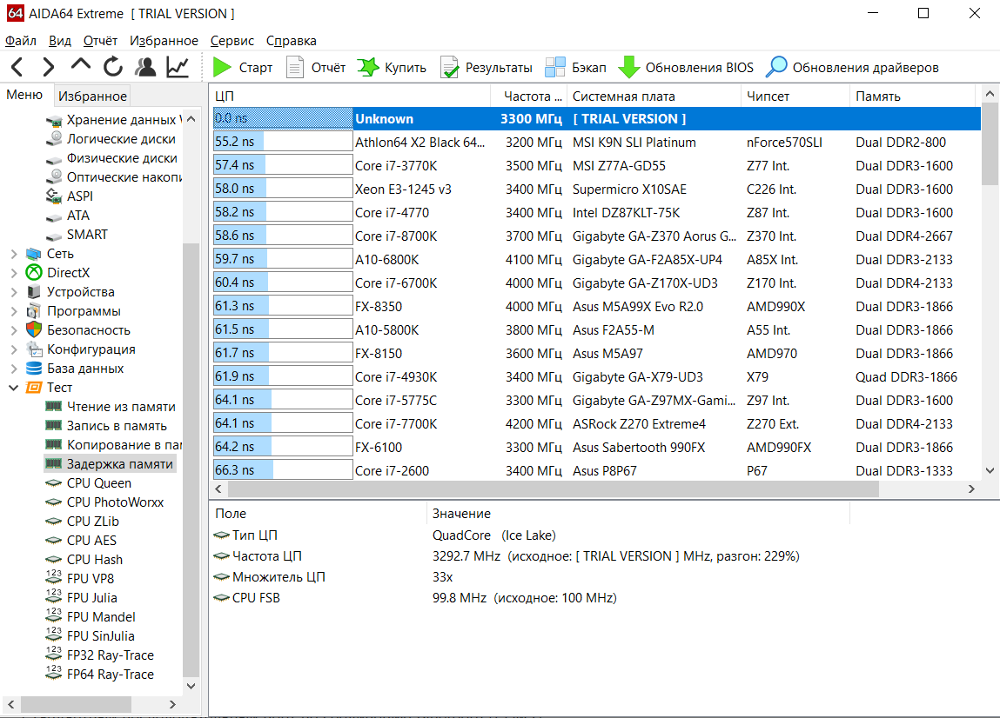 64 AIDA64 Extreme [ TRIAL VERSION ]
Файл Вид Отчёт Избранное Сервис Справка
Старт Отчёт Купить Результаты Бэкап Обновления BIOS Обновления драйверов
Меню Избранное
Хранение данных
Логические диски
Физические диски
Оптические накопи
ASPI
ATA
SMART
Сеть
DirectX
Устройства
Программы
Безопасность
Конфигурация
База данных
Тест
Чтение из памяти
Запись в память
Копирование в пам
Задержка памяти
CPU Queen
CPU PhotoWorxx
CPU ZLib
CPU AES
CPU Hash
123 FPU VP8
123 FPU Julia
123 FPU Mandel
123 FPU SinJulia
123 FP32 Ray-Trace
123 FP64 Ray-Trace
ЦП Частота ... Системная плата Чипсет Память
0.0 ns Unknown 3300 МГц [ TRIAL VERSION ]
55.2 ns Athlon64 X2 Black 64... 3200 МГц MSI K9N SLI Platinum nForce570SLI Dual DDR2-800
57.4 ns Core i7-3770K 3500 МГц MSI Z77A-GD55 Z77 Int. Dual DDR3-1600
58.0 ns Xeon E3-1245 v3 3400 МГц Supermicro X10SAE C226 Int. Dual DDR3-1600
58.2 ns Core i7-4770 3400 МГц Intel DZ87KLT-75K Z87 Int. Dual DDR3-1600
58.6 ns Core i7-8700K 3700 МГц Gigabyte GA-Z370 Aorus G... Z370 Int. Dual DDR4-2667
59.7 ns A10-6800K 4100 МГц Gigabyte GA-F2A85X-UP4 A85X Int. Dual DDR3-2133
60.4 ns Core i7-6700K 4000 МГц Gigabyte GA-Z170X-UD3 Z170 Int. Dual DDR4-2133
61.3 ns FX-8350 4000 МГц Asus M5A99X Evo R2.0 AMD990X Dual DDR3-1866
61.5 ns A10-5800K 3800 МГц Asus F2A55-M A55 Int. Dual DDR3-1866
61.7 ns FX-8150 3600 МГц Asus M5A97 AMD970 Dual DDR3-1866
61.9 ns Core i7-4930K 3400 МГц Gigabyte GA-X79-UD3 X79 Quad DDR3-1866
64.1 ns Core i7-5775C 3300 МГц Gigabyte GA-Z97MX-Gami... Z97 Int. Dual DDR3-1600
64.1 ns Core i7-7700K 4200 МГц ASRock Z270 Extreme4 Z270 Ext. Dual DDR4-2133
64.2 ns FX-6100 3300 МГц Asus Sabertooth 990FX AMD990FX Dual DDR3-1866
66.3 ns Core i7-2600 3400 МГц Asus P8P67 P67 Dual DDR3-1333
Поле Значение
Тип ЦП QuadCore (Ice Lake)
Частота ЦП 3292.7 MHz (исходное: [ TRIAL VERSION ] MHz, разгон: 229%)
Множитель ЦП 33x
CPU FSB 99.8 MHz (исходное: 100 MHz)